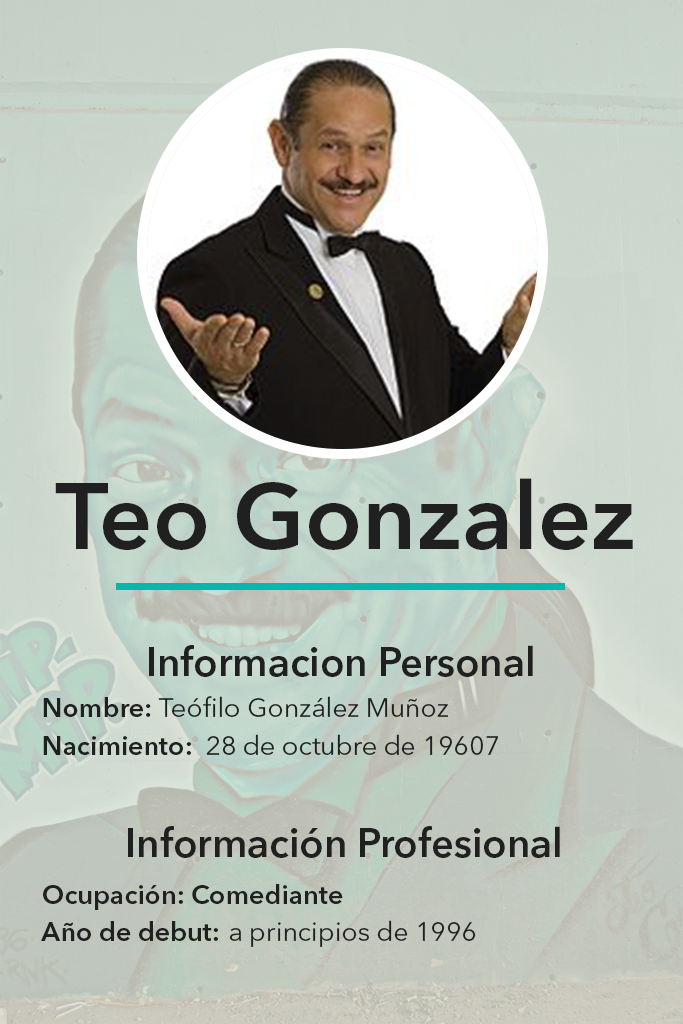 Teo Gonzalez
Informacion Personal
Nombre: Teófilo González Muñoz
Nacimiento: 28 de octubre de 19607
Información Profesional
Ocupación: Comediante
Año de debut: a principios de 1996